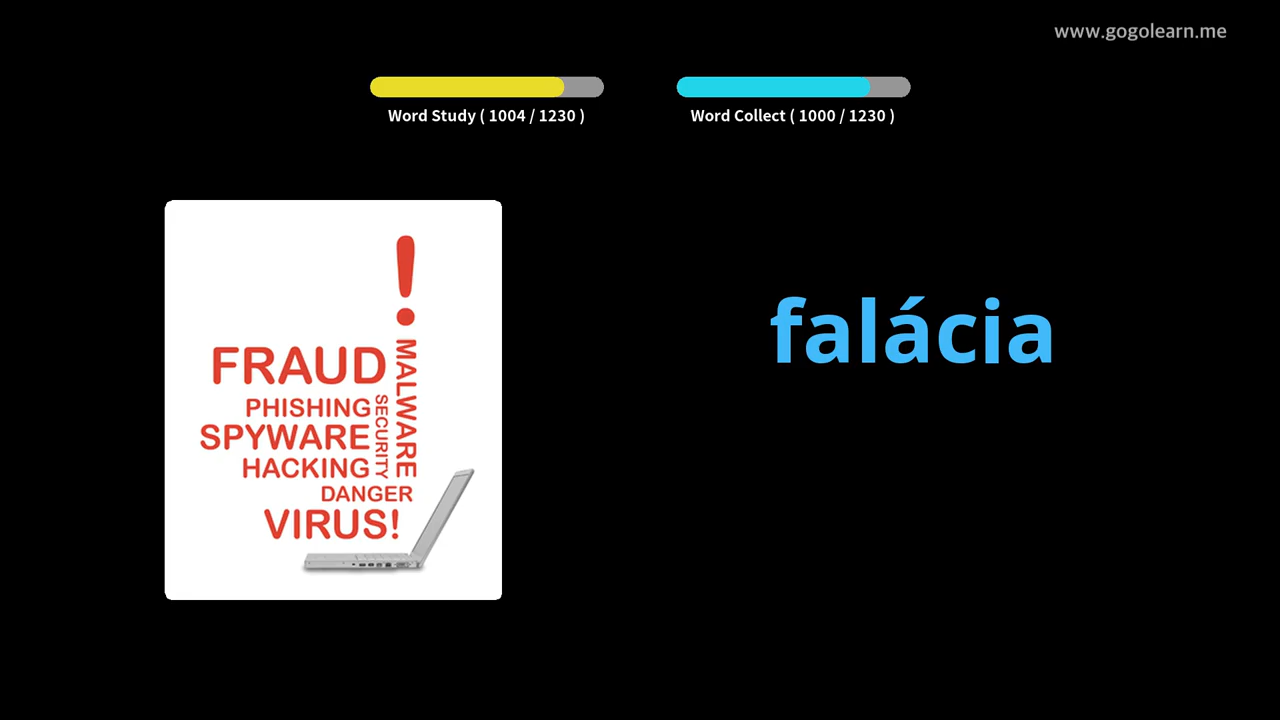 www.gogolearn.me
Word Study ( 1004 / 1230 )
Word Collect ( 1000 / 1230 )
!
FRAUD
MALWARE
SECURITY
PHISHING
SPYWARE
HACKING
DANGER
VIRUS!
falácia